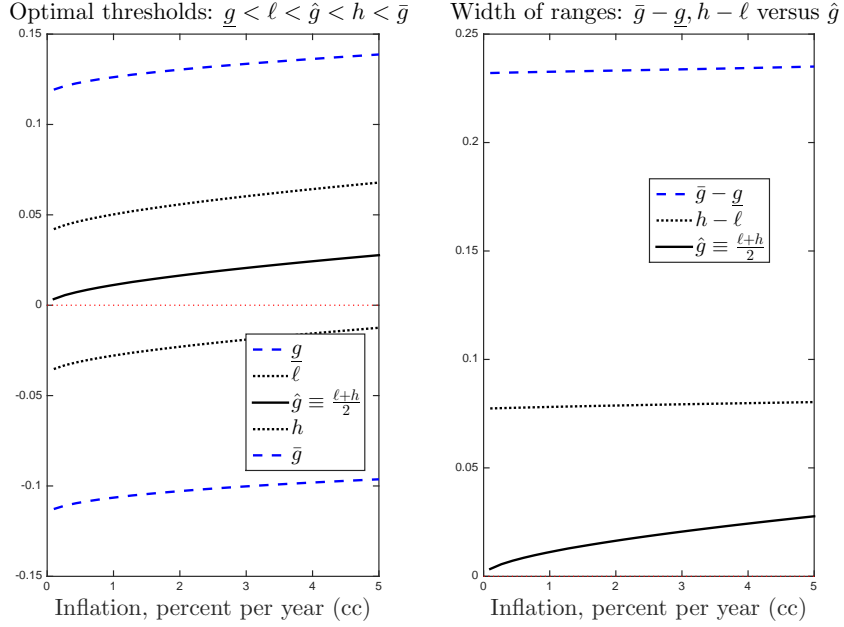 Optimal thresholds: g̲ < ℓ < ĝ < h < ḡ
0.15
0.1
0.05
0
-0.05
-0.1
-0.15
g̲
ℓ
ĝ ≡ ℓ+h/2
h
ḡ
0 1 2 3 4 5
Inflation, percent per year (cc)
Width of ranges: ḡ − g̲, h − ℓ versus ĝ
0.25
0.2
0.25
0.1
0.05
0
ḡ − g̲
h − ℓ
ĝ ≡ ℓ+h/2
0 1 2 3 4 5
Inflation, percent per year (cc)